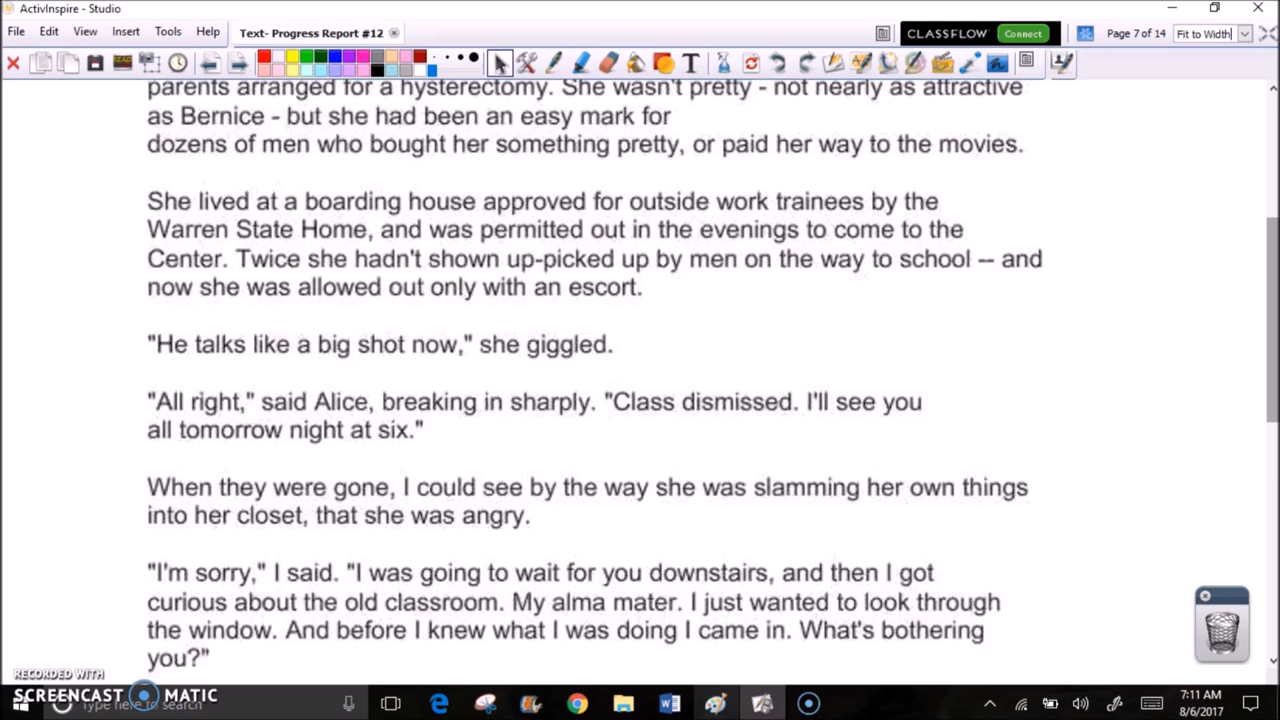 ActivInspire - Studio
File Edit View Insert Tools Help Text- Progress Report #12 CLASSFLOW Connect Page 7 of 14 Fit to Width
parents arranged for a hysterectomy. She wasn't pretty - not nearly as attractive
as Bernice - but she had been an easy mark for
dozens of men who bought her something pretty, or paid her way to the movies.
She lived at a boarding house approved for outside work trainees by the
Warren State Home, and was permitted out in the evenings to come to the
Center. Twice she hadn't shown up-picked up by men on the way to school -- and
now she was allowed out only with an escort.
"He talks like a big shot now," she giggled.
"All right," said Alice, breaking in sharply. "Class dismissed. I'll see you
all tomorrow night at six."
When they were gone, I could see by the way she was slamming her own things
into her closet, that she was angry.
"I'm sorry," I said. "I was going to wait for you downstairs, and then I got
curious about the old classroom. My alma mater. I just wanted to look through
the window. And before I knew what I was doing I came in. What's bothering
you?"
RECORDED WITH
SCREENCAST MATIC
Type here to search
7:11 AM
8/6/2017